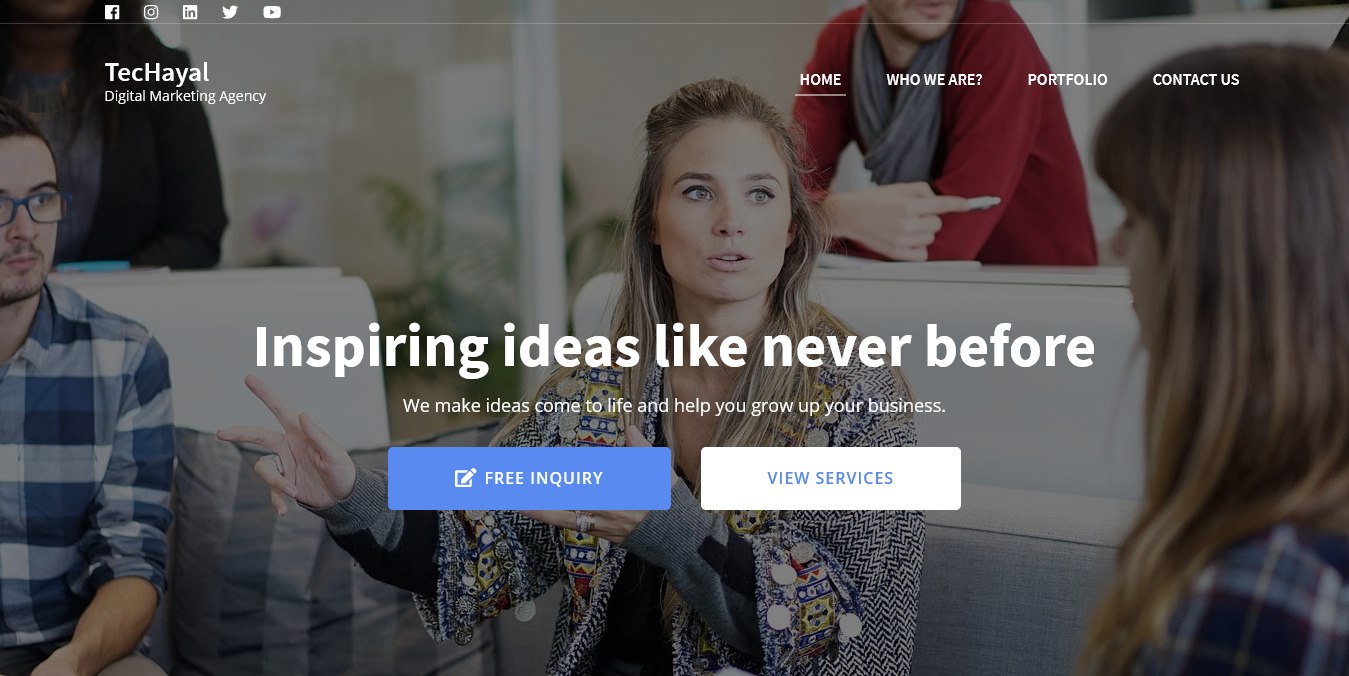 TecHayal
Digital Marketing Agency
HOME WHO WE ARE? PORTFOLIO CONTACT US
Inspiring ideas like never before
We make ideas come to life and help you grow up your business.
FREE INQUIRY VIEW SERVICES